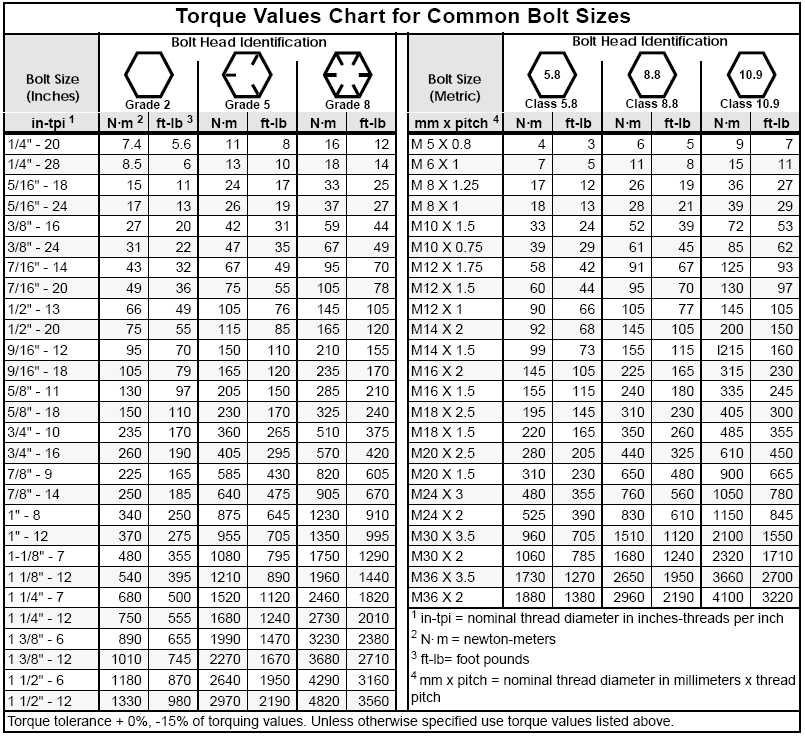 Torque Values Chart for Common Bolt Sizes
Bolt Size
(Inches)
Bolt Head Identification
Grade 2 Grade 5 Grade 8
in-tpi 1 N·m 2 ft-lb 3 N·m ft-lb N·m ft-lb
1/4" - 20 7.4 5.6 11 8 16 12
1/4" - 28 8.5 6 13 10 18 14
5/16" - 18 15 11 24 17 33 25
5/16" - 24 17 13 26 19 37 27
3/8" - 16 27 20 42 31 59 44
3/8" - 24 31 22 47 35 67 49
7/16" - 14 43 32 67 49 95 70
7/16" - 20 49 36 75 55 105 78
1/2" - 13 66 49 105 76 145 105
1/2" - 20 75 55 115 85 165 120
9/16" - 12 95 70 150 110 210 155
9/16" - 18 105 79 165 120 235 170
5/8" - 11 130 97 205 150 285 210
5/8" - 18 150 110 230 170 325 240
3/4" - 10 235 170 360 265 510 375
3/4" - 16 260 190 405 295 570 420
7/8" - 9 225 165 585 430 820 605
7/8" - 14 250 185 640 475 905 670
1" - 8 340 250 875 645 1230 910
1" - 12 370 275 955 705 1350 995
1-1/8" - 7 480 355 1080 795 1750 1290
1 1/8" - 12 540 395 1210 890 1960 1440
1 1/4" - 7 680 500 1520 1120 2460 1820
1 1/4" - 12 750 555 1680 1240 2730 2010
1 3/8" - 6 890 655 1990 1470 3230 2380
1 3/8" - 12 1010 745 2270 1670 3680 2710
1 1/2" - 6 1180 870 2640 1950 4290 3160
1 1/2" - 12 1330 980 2970 2190 4820 3560
Bolt Size
(Metric)
Bolt Head Identification
5.8 8.8 10.9
Class 5.8 Class 8.8 Class 10.9
mm x pitch 4 N·m ft-lb N·m ft-lb N·m ft-lb
M 5 X 0.8 4 3 6 5 9 7
M 6 X 1 7 5 11 8 15 11
M 8 X 1.25 17 12 26 19 36 27
M 8 X 1 18 13 28 21 39 29
M10 X 1.5 33 24 52 39 72 53
M10 X 0.75 39 29 61 45 85 62
M12 X 1.75 58 42 91 67 125 93
M12 X 1.5 60 44 95 70 130 97
M12 X 1 90 66 105 77 145 105
M14 X 2 92 68 145 105 200 150
M14 X 1.5 99 73 155 115 l215 160
M16 X 2 145 105 225 165 315 230
M16 X 1.5 155 115 240 180 335 245
M18 X 2.5 195 145 310 230 405 300
M18 X 1.5 220 165 350 260 485 355
M20 X 2.5 280 205 440 325 610 450
M20 X 1.5 310 230 650 480 900 665
M24 X 3 480 355 760 560 1050 780
M24 X 2 525 390 830 610 1150 845
M30 X 3.5 960 705 1510 1120 2100 1550
M30 X 2 1060 785 1680 1240 2320 1710
M36 X 3.5 1730 1270 2650 1950 3660 2700
M36 X 2 1880 1380 2960 2190 4100 3220
1 in-tpi = nominal thread diameter in inches-threads per inch
2 N· m = newton-meters
3 ft-lb= foot pounds
4 mm x pitch = nominal thread diameter in millimeters x thread
pitch
Torque tolerance + 0%, -15% of torquing values. Unless otherwise specified use torque values listed above.